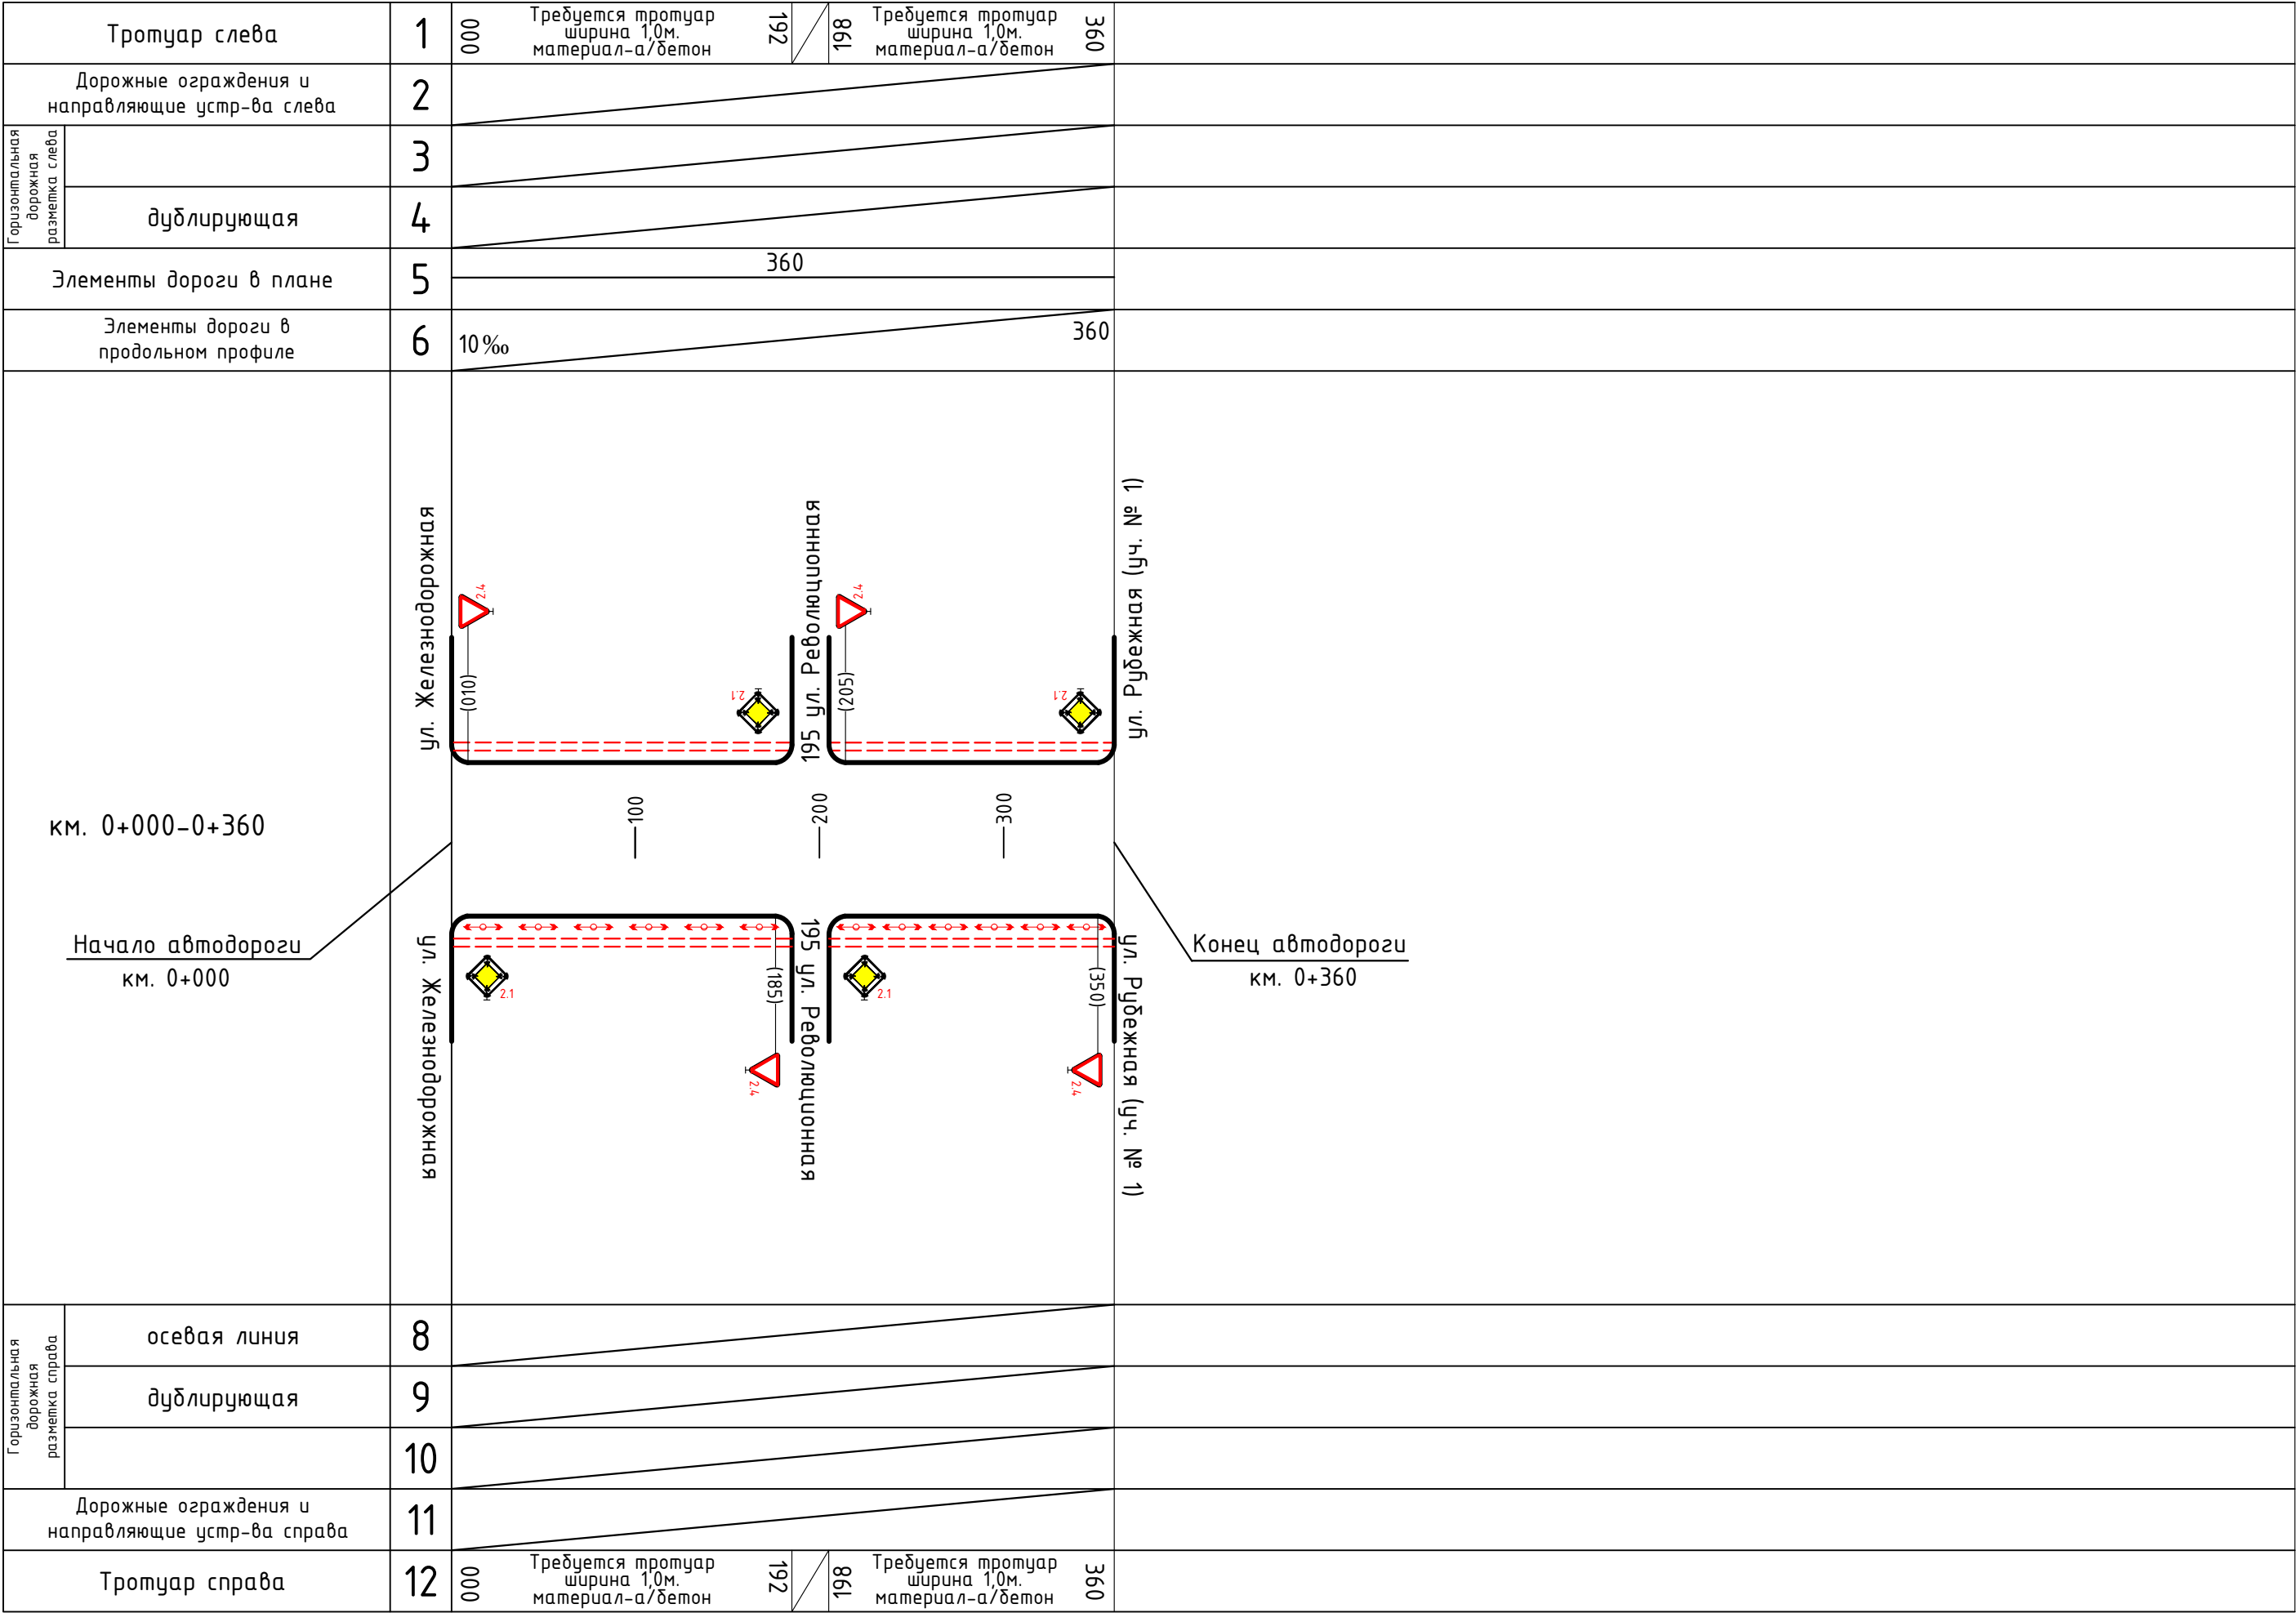 Тротуар слева
1
000
Требуется тротуар
ширина 1,0м.
материал-а/бетон
192
198
Требуется тротуар
ширина 1,0м.
материал-а/бетон
360
Дорожные ограждения и
направляющие устр-ва слева
2
Горизонтальная
дорожная
разметка слева
3
дублирующая
4
Элементы дороги в плане
5
360
Элементы дороги в
продольном профиле
6
10‰
360
ул. Железнодорожная
2.4
(010)
2.1
195 ул. Революционная
2.4
(205)
2.1
ул. Рубежная (уч. № 1)
км. 0+000-0+360
100
200
300
Начало автодороги
км. 0+000
ул. Железнодорожная
2.1
(185)
2.4
195 ул. Революционная
2.1
(350)
2.4
ул. Рубежная (уч. № 1)
Конец автодороги
км. 0+360
Горизонтальная
дорожная
разметка справа
осевая линия
8
дублирующая
9
10
Дорожные ограждения и
направляющие устр-ва справа
11
Тротуар справа
12
000
Требуется тротуар
ширина 1,0м.
материал-а/бетон
192
198
Требуется тротуар
ширина 1,0м.
материал-а/бетон
360